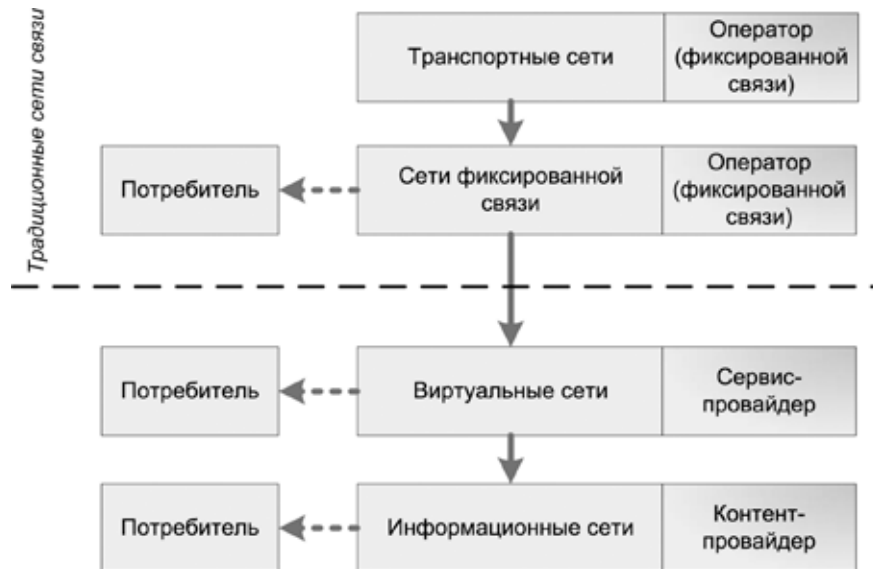 Традиционные сети связи
Транспортные сети
Оператор
(фиксированной
связи)
Потребитель
Сети фиксированной
связи
Оператор
(фиксированной
связи)
Потребитель
Виртуальные сети
Сервис-
провайдер
Потребитель
Информационные сети
Контент-
провайдер